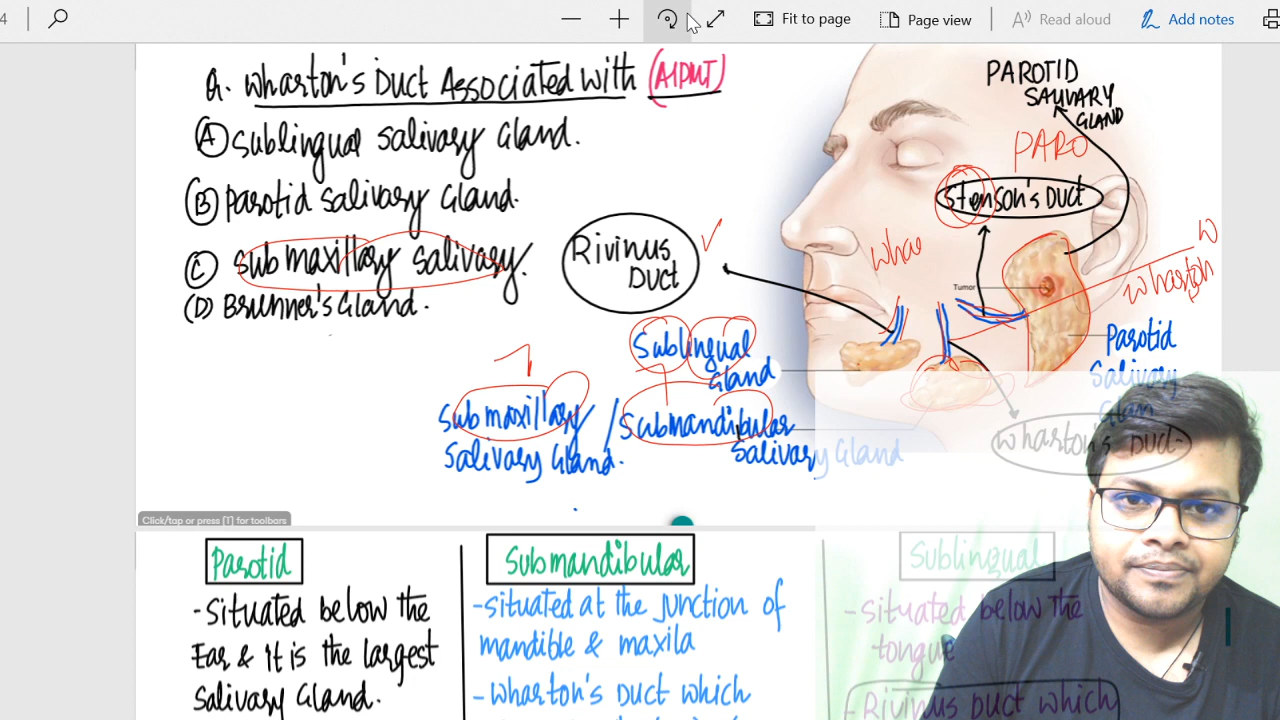 4
Fit to page
Page view
Read aloud
Add notes
Q. Wharton's Duct Associated with (AIPMT)
(A) Sublingual Salivary Gland.
(B) Parotid Salivary Gland.
(C) Submaxillary Salivary.
(D) Brunner's Gland.
Rivinus
Duct
PAROTID
SALIVARY
GLAND
PARO
Stenson's Duct
Whar
W
Wharton
Tumor
Sublingual
Gland
Parotid
Salivary
Glan
Submaxillary /
Salivary Gland.
Submandibular
Salivary Gland
Wharton's Duct
Click/tap or press [T] for toolbars
Parotid
- Situated below the
Ear & it is the largest
Salivary Gland.
Submandibular
- Situated at the junction of
mandible & maxila
- Wharton's Duct which
Sublingual
- Situated below the
tongue
- Rivinus Duct which